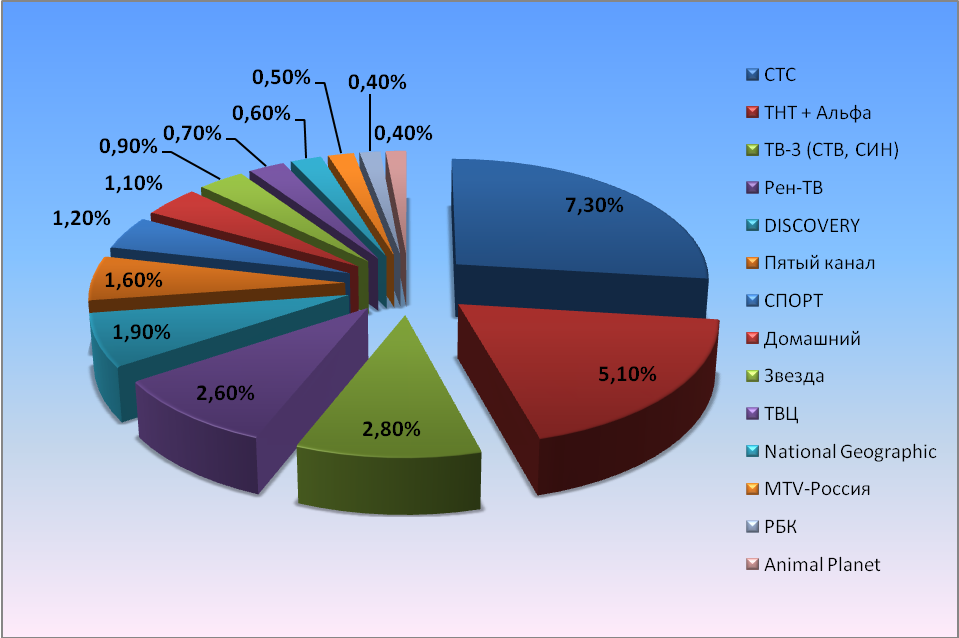 0,50%
0,40%
0,60%
0,70%
0,40%
0,90%
1,10%
1,20%
7,30%
1,60%
1,90%
5,10%
2,60%
2,80%
СТС
ТНТ + Альфа
ТВ-3 (СТВ, СИН)
Рен-ТВ
DISCOVERY
Пятый канал
СПОРТ
Домашний
Звезда
ТВЦ
National Geographic
MTV-Россия
РБК
Animal Planet